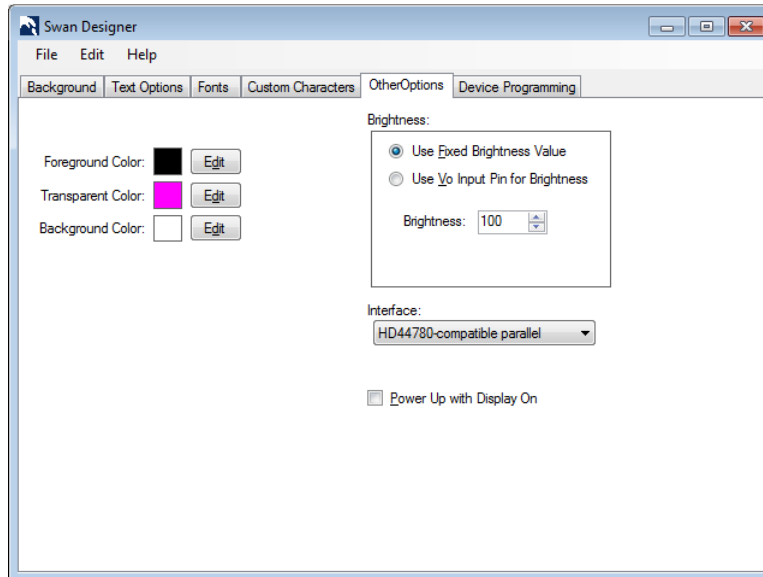 Swan Designer
File Edit Help
Background Text Options Fonts Custom Characters OtherOptions Device Programming
Foreground Color: Edit
Transparent Color: Edit
Background Color: Edit
Brightness:
Use Fixed Brightness Value
Use Vo Input Pin for Brightness
Brightness: 100
Interface:
HD44780-compatible parallel
Power Up with Display On